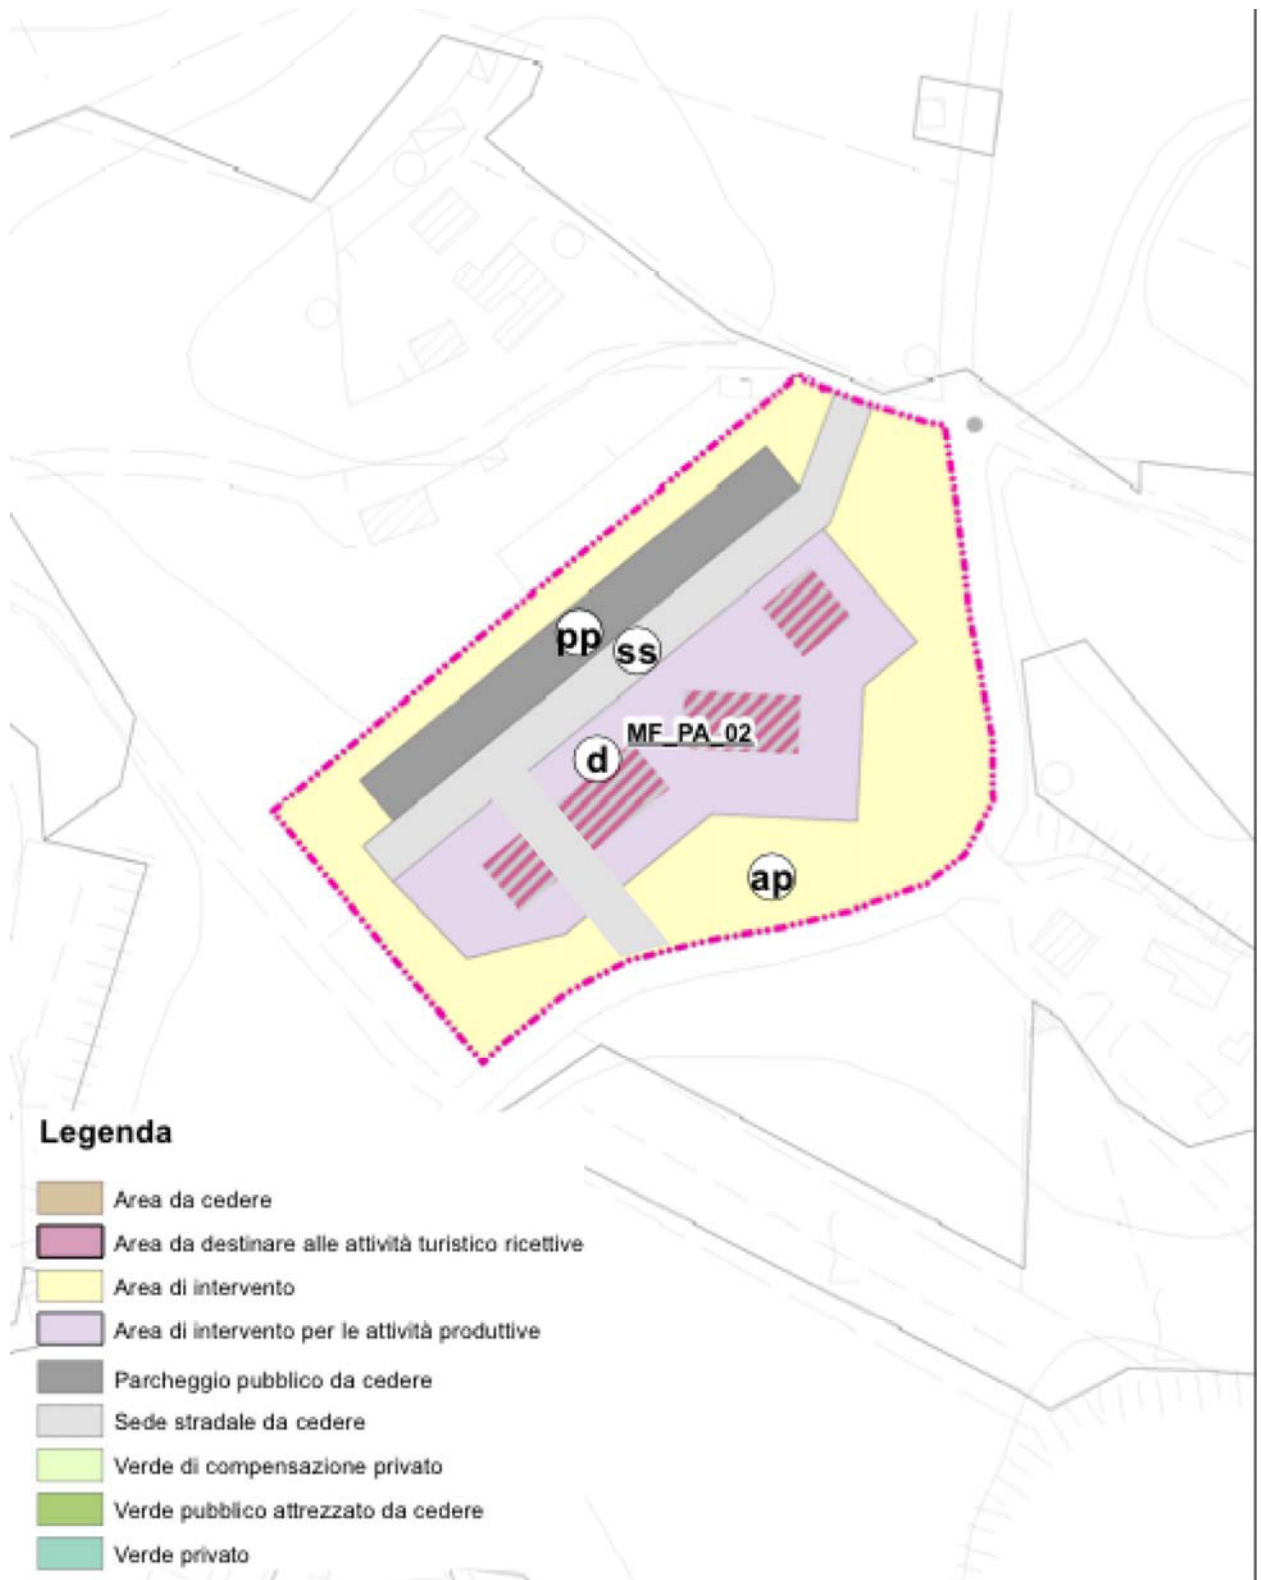 pp
ss
MF_PA_02
d
ap
Legenda
Area da cedere
Area da destinare alle attività turistico ricettive
Area di intervento
Area di intervento per le attività produttive
Parcheggio pubblico da cedere
Sede stradale da cedere
Verde di compensazione privato
Verde pubblico attrezzato da cedere
Verde privato